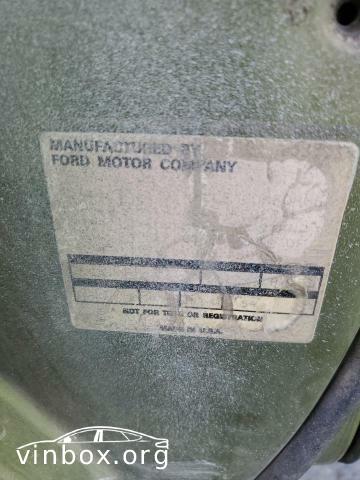 MANUFACTURED BY
FORD MOTOR COMPANY
NOT FOR TITLE OR REGISTRATION
MADE IN U.S.A.
vinbox.org